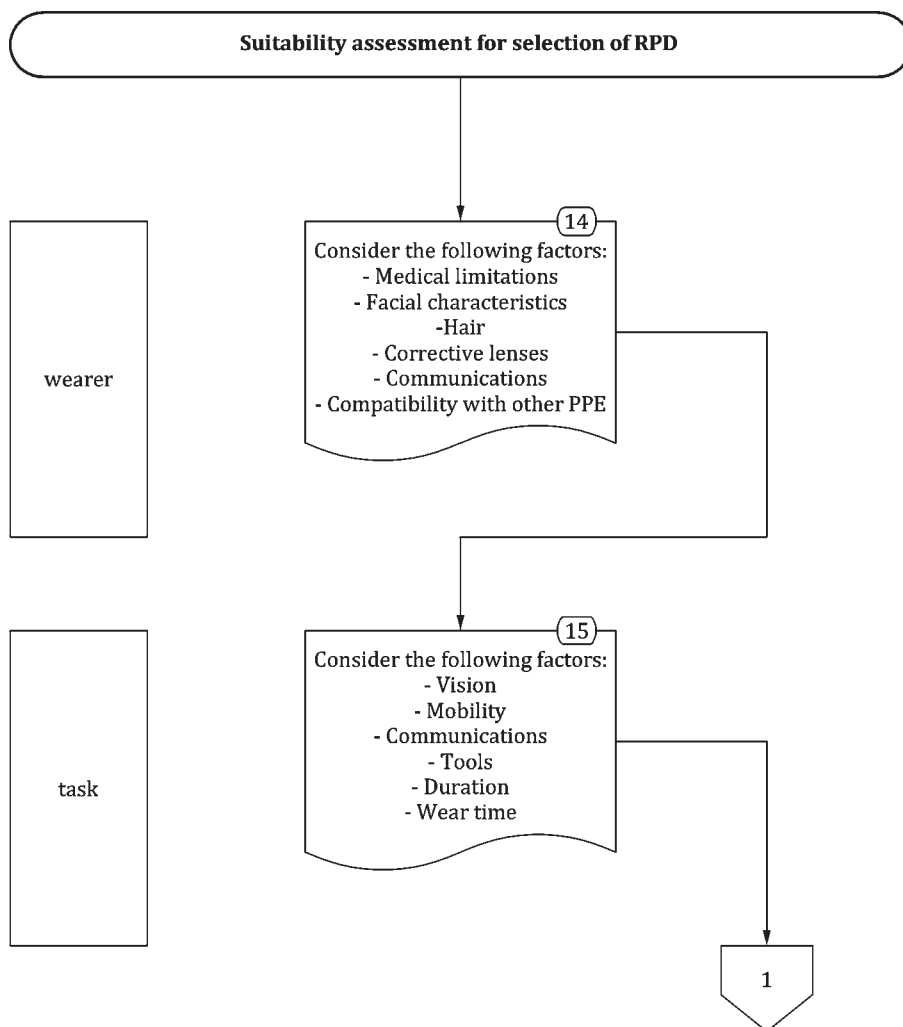 Suitability assessment for selection of RPD
14
Consider the following factors:
- Medical limitations
- Facial characteristics
-Hair
- Corrective lenses
- Communications
- Compatibility with other PPE
wearer
15
Consider the following factors:
- Vision
- Mobility
- Communications
- Tools
- Duration
- Wear time
task
1